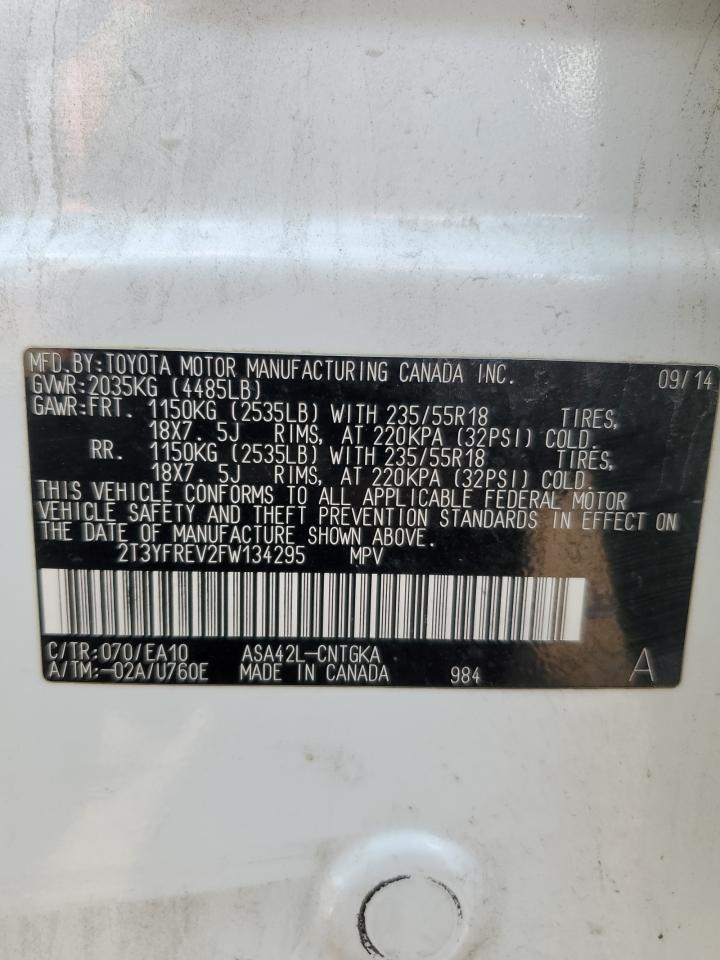 MFD.BY:TOYOTA MOTOR MANUFACTURING CANADA INC. 09/14
GVWR:2035KG (4485LB)
GAWR:FRT. 1150KG (2535LB) WITH 235/55R18 TIRES,
18X7.5J RIMS, AT 220KPA (32PSI) COLD.
RR. 1150KG (2535LB) WITH 235/55R18 TIRES,
18X7.5J RIMS, AT 220KPA (32PSI) COLD.
THIS VEHICLE CONFORMS TO ALL APPLICABLE FEDERAL MOTOR
VEHICLE SAFETY AND THEFT PREVENTION STANDARDS IN EFFECT ON
THE DATE OF MANUFACTURE SHOWN ABOVE.
2T3YFREV2FW134295 MPV
C/TR:070/EA10 ASA42L-CNTGKA
A/TM:-02A/U760E MADE IN CANADA 984 A